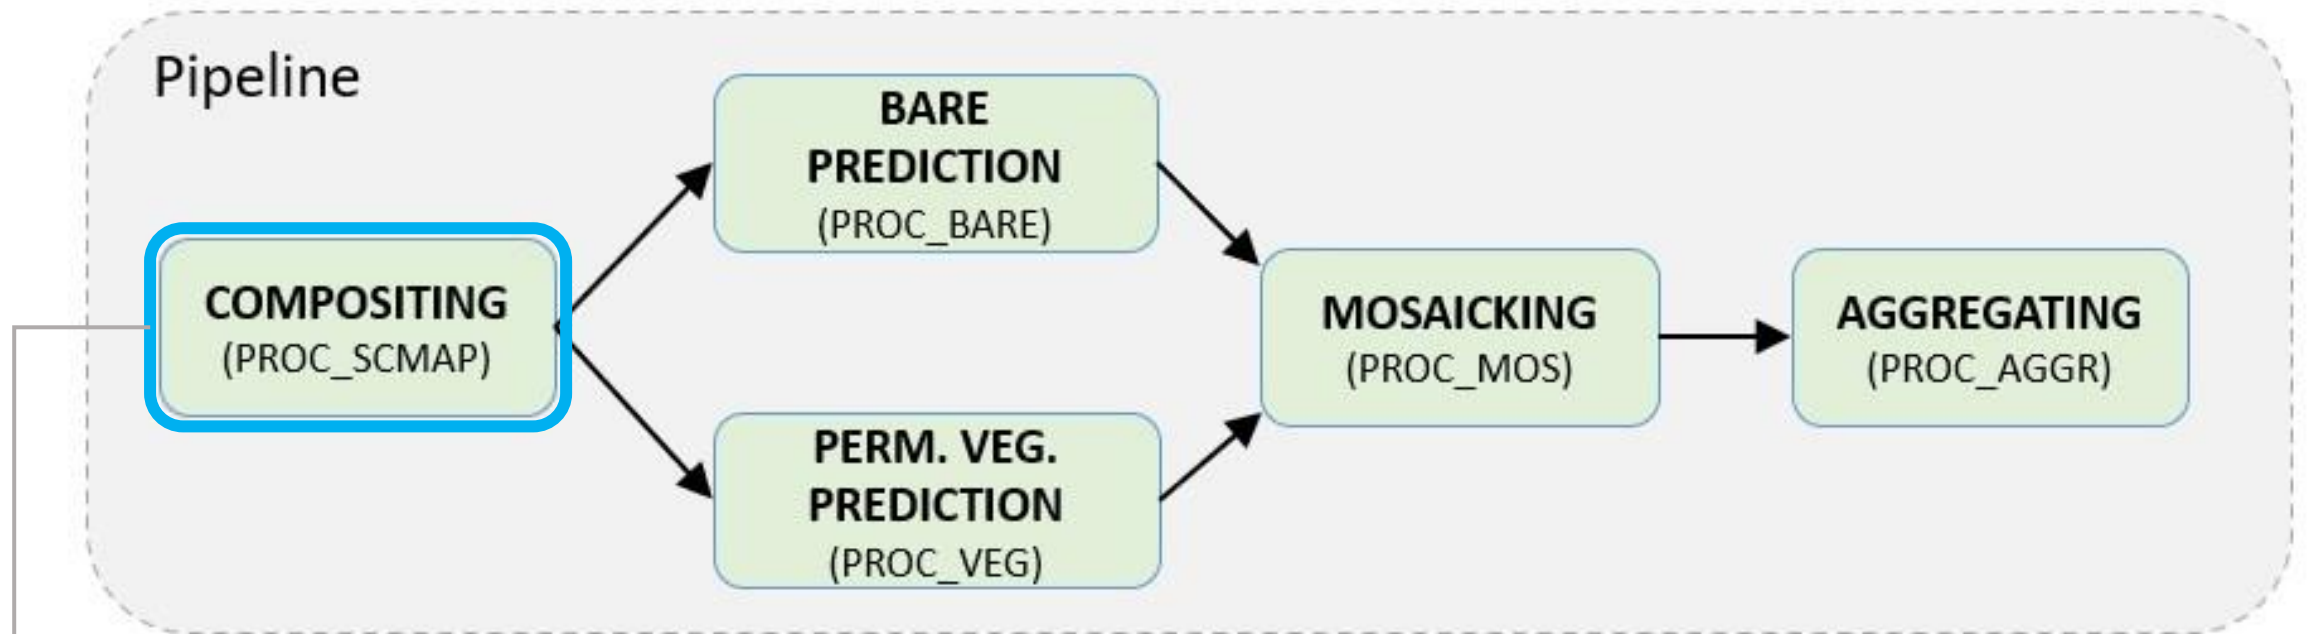 Pipeline
BARE
PREDICTION
(PROC_BARE)
COMPOSITING
(PROC_SCMAP)
PERM. VEG.
PREDICTION
(PROC_VEG)
MOSAICKING
(PROC_MOS)
AGGREGATING
(PROC_AGGR)